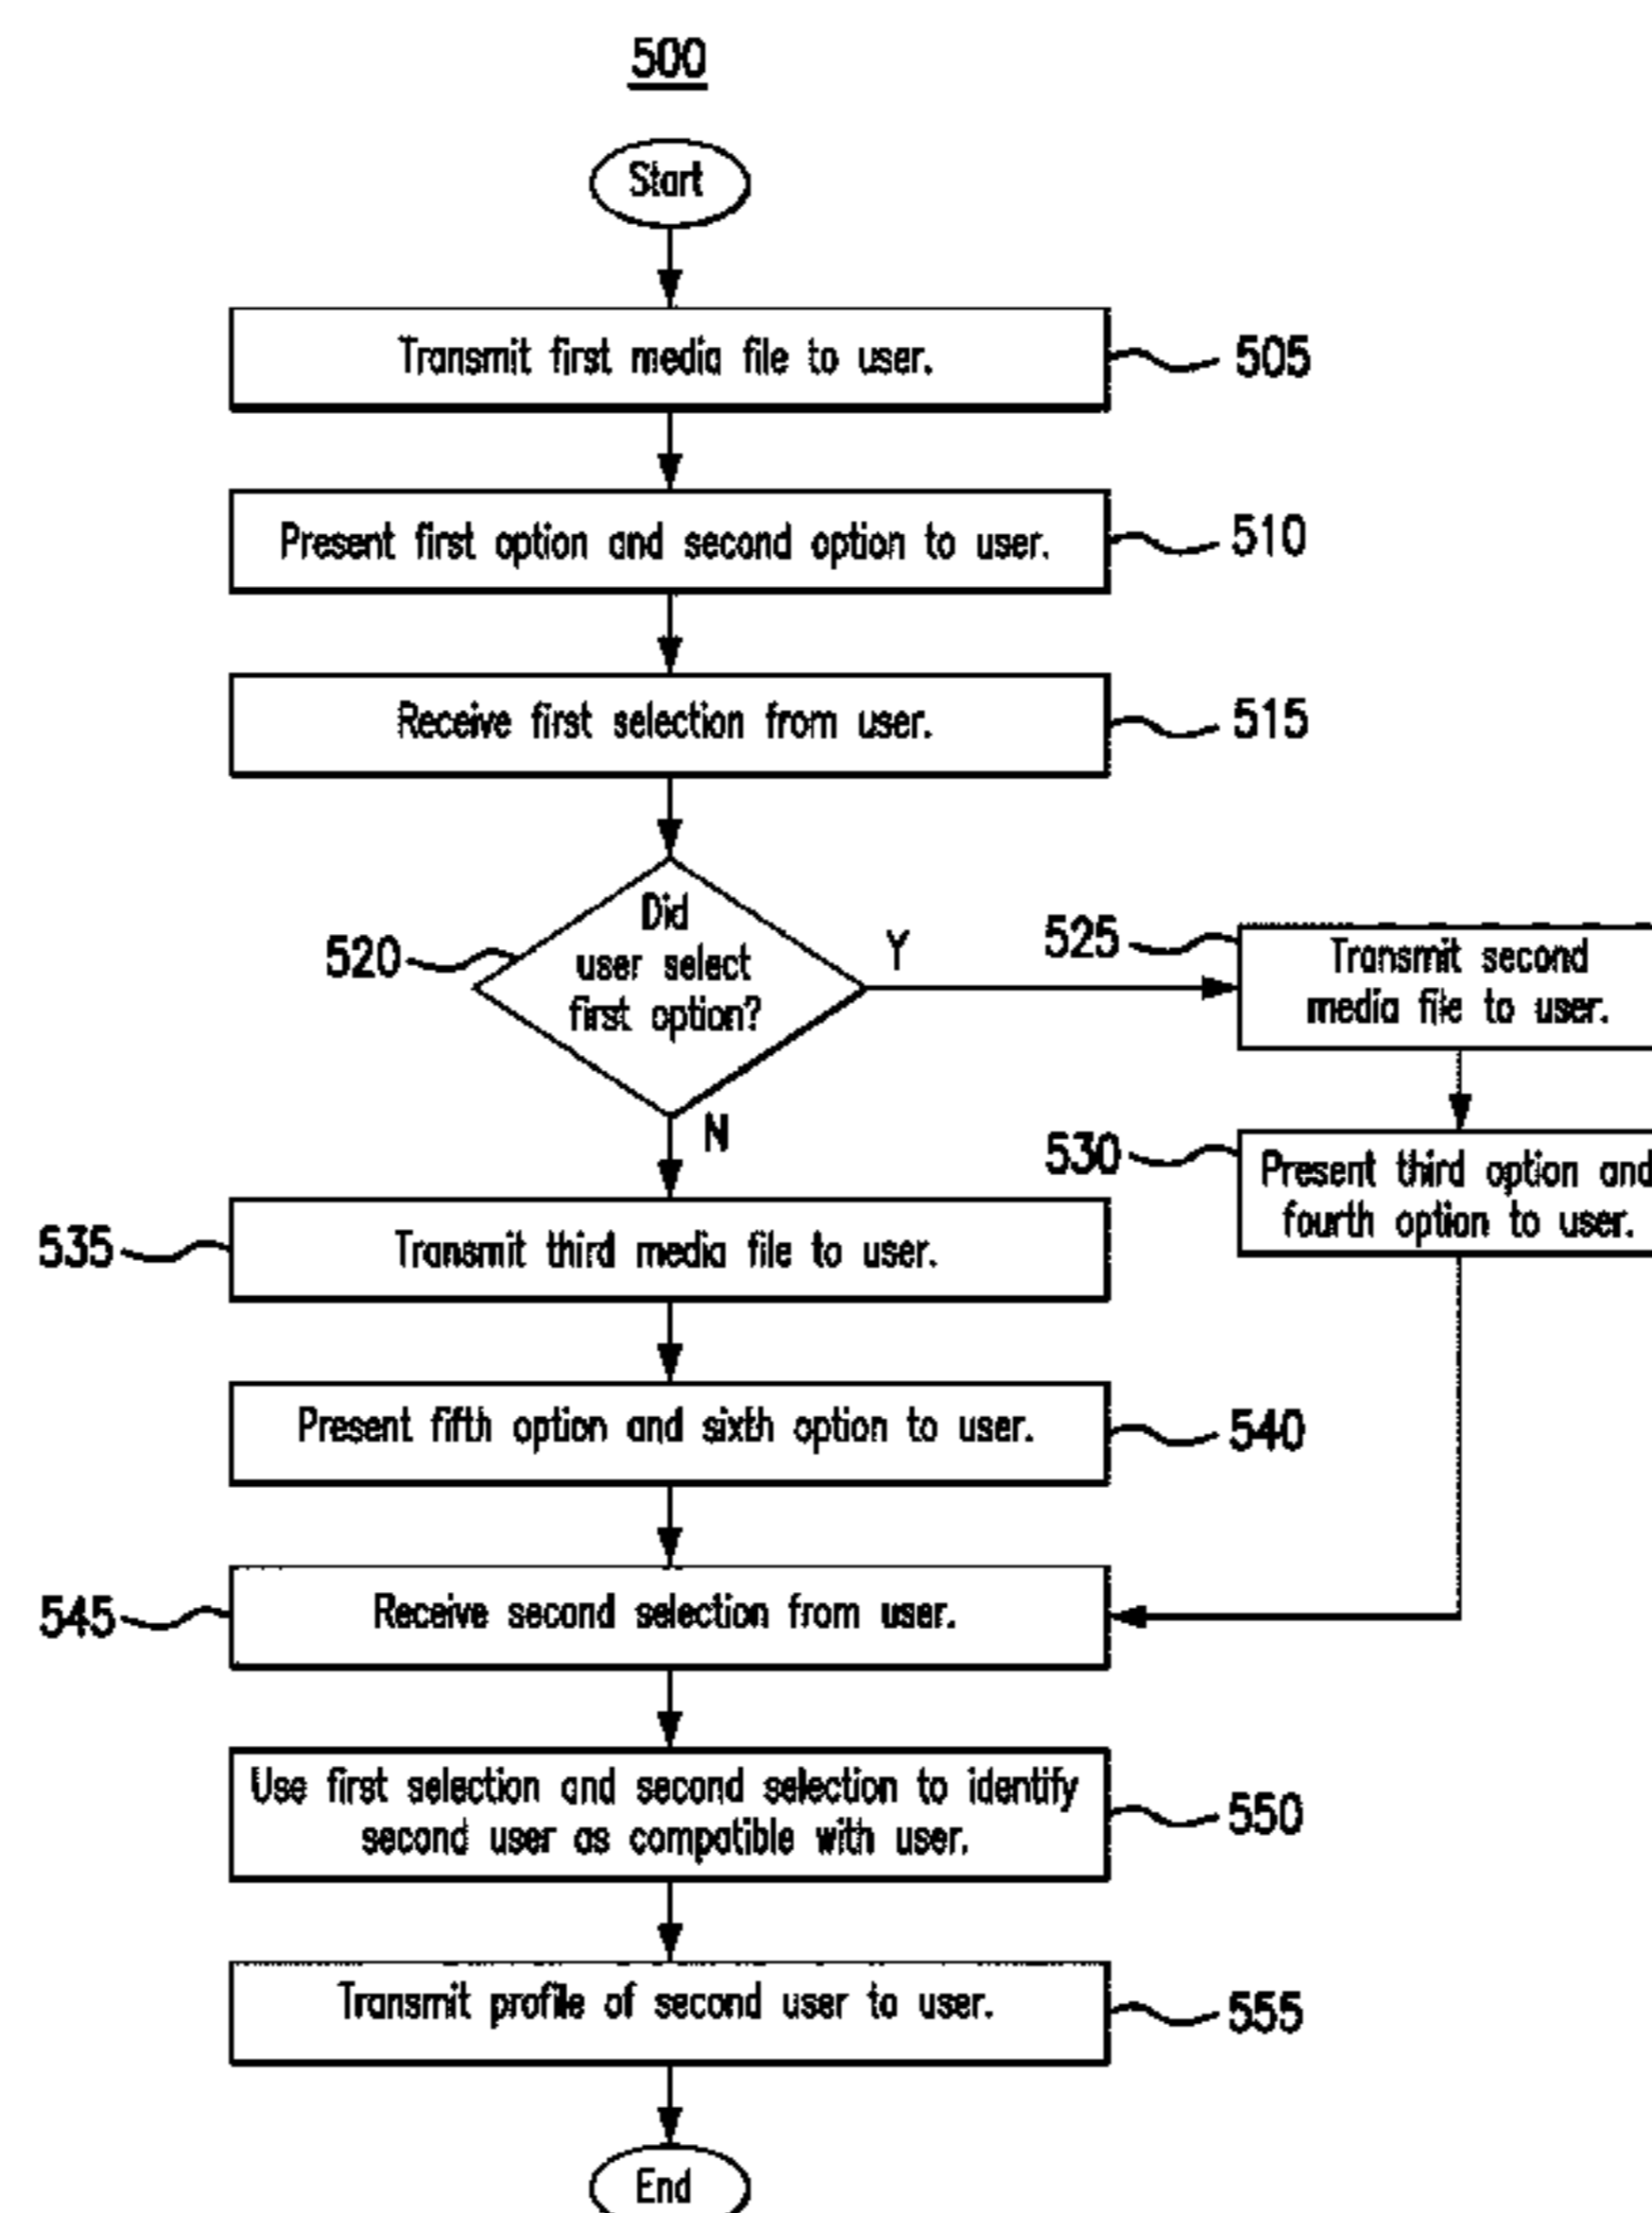 500
Start
Transmit first media file to user.
505
Present first option and second option to user.
510
Receive first selection from user.
515
Did
user select
first option?
520
Y
N
525
Transmit second
media file to user.
530
Present third option and
fourth option to user.
535
Transmit third media file to user.
Present fifth option and sixth option to user.
540
545
Receive second selection from user.
Use first selection and second selection to identify
second user as compatible with user.
550
Transmit profile of second user to user.
555
End